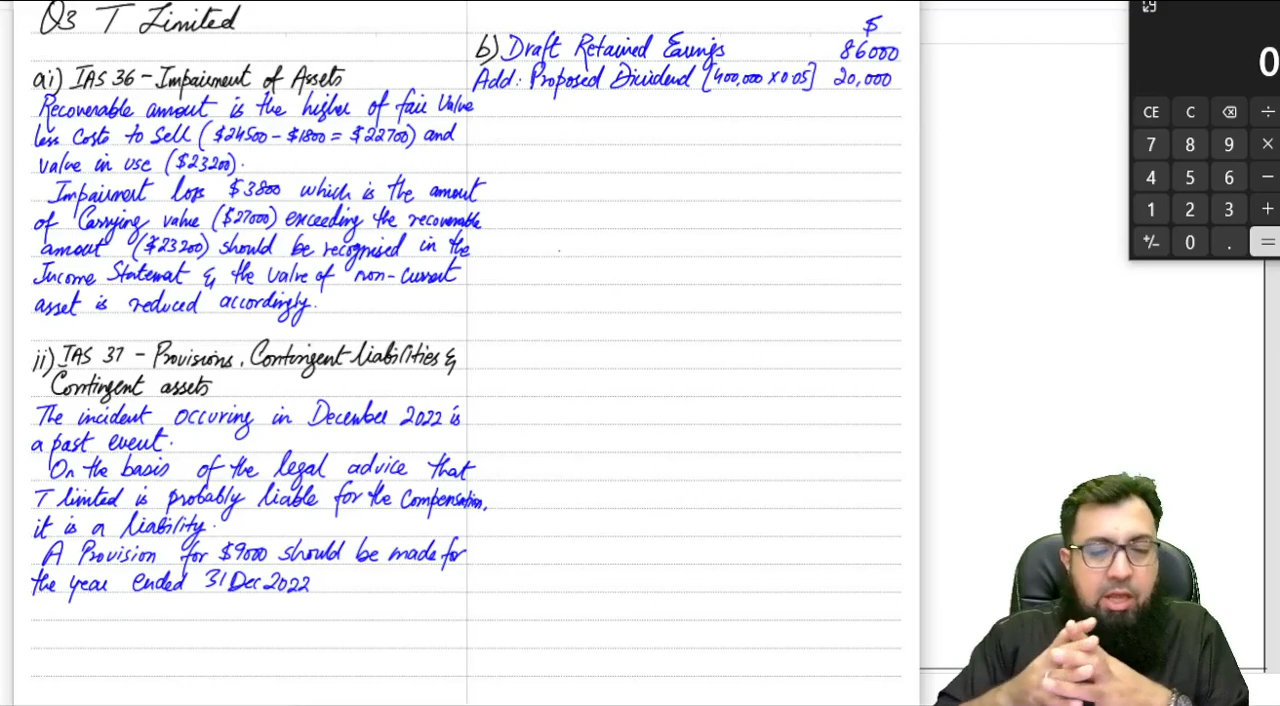 Q3 T Limited
ai) IAS 36 - Impairment of Assets
Recoverable amount is the higher of fair value
less costs to sell ($24500 - $1800 = $22700) and
value in use ($23200).
Impairment loss $3800 which is the amount
of Carrying value ($27000) exceeding the recoverable
amount ($23200) should be recognised in the
Income Statemat & the value of non-current
asset is reduced accordingly.
ii) IAS 37 - Provisions, Contingent liabilities &
Contingent assets
The incident occuring in December 2022 is
a past event.
On the basis of the legal advice that
T limited is probably liable for the Compensation,
it is a liability.
A Provision for $9000 should be made for
the year ended 31 Dec 2022
$
b) Draft Retained Earnings 86000
Add: Proposed Dividend [400,000 x 0.05] 20,000
0
CE C ⌫ ÷
7 8 9 ×
4 5 6 −
1 2 3 +
+/- 0 . =